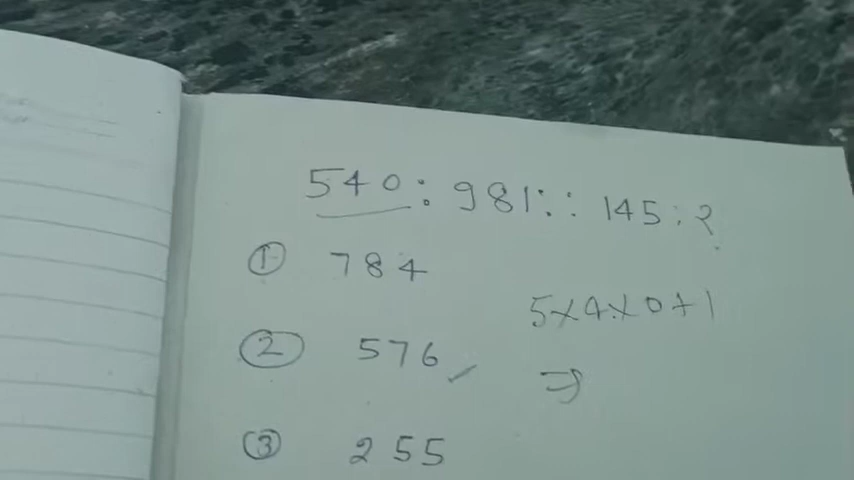 540 : 981 :: 145 : ?
① 784
5×4×0+1
② 576 ✓
⇒
③ 255